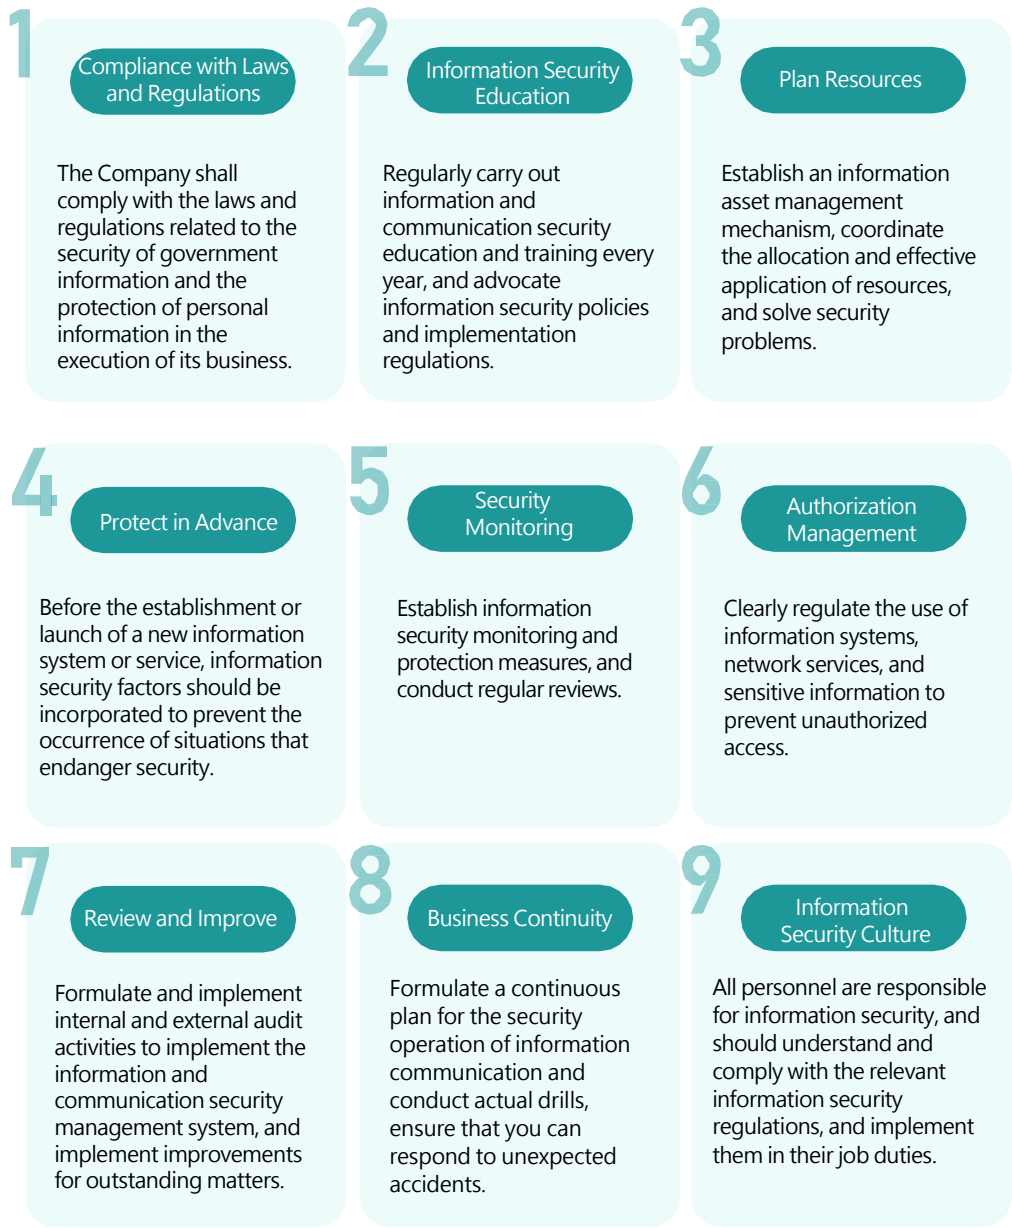 1
Compliance with Laws
and Regulations
The Company shall
comply with the laws and
regulations related to the
security of government
information and the
protection of personal
information in the
execution of its business.
2
Information Security
Education
Regularly carry out
information and
communication security
education and training every
year, and advocate
information security policies
and implementation
regulations.
3
Plan Resources
Establish an information
asset management
mechanism, coordinate
the allocation and effective
application of resources,
and solve security
problems.
4
Protect in Advance
Before the establishment or
launch of a new information
system or service, information
security factors should be
incorporated to prevent the
occurrence of situations that
endanger security.
5
Security
Monitoring
Establish information
security monitoring and
protection measures, and
conduct regular reviews.
6
Authorization
Management
Clearly regulate the use of
information systems,
network services, and
sensitive information to
prevent unauthorized
access.
7
Review and Improve
Formulate and implement
internal and external audit
activities to implement the
information and
communication security
management system, and
implement improvements
for outstanding matters.
8
Business Continuity
Formulate a continuous
plan for the security
operation of information
communication and
conduct actual drills,
ensure that you can
respond to unexpected
accidents.
9
Information
Security Culture
All personnel are responsible
for information security, and
should understand and
comply with the relevant
information security
regulations, and implement
them in their job duties.